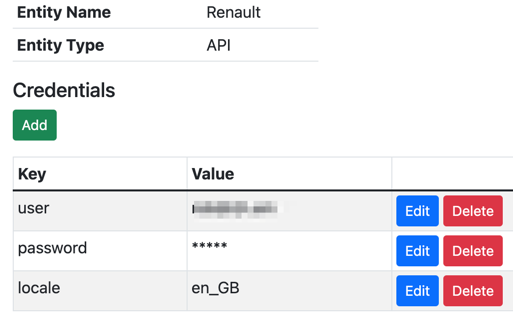 Entity Name Renault
Entity Type API
Credentials
Add
Key Value
user Edit Delete
password ***** Edit Delete
locale en_GB Edit Delete